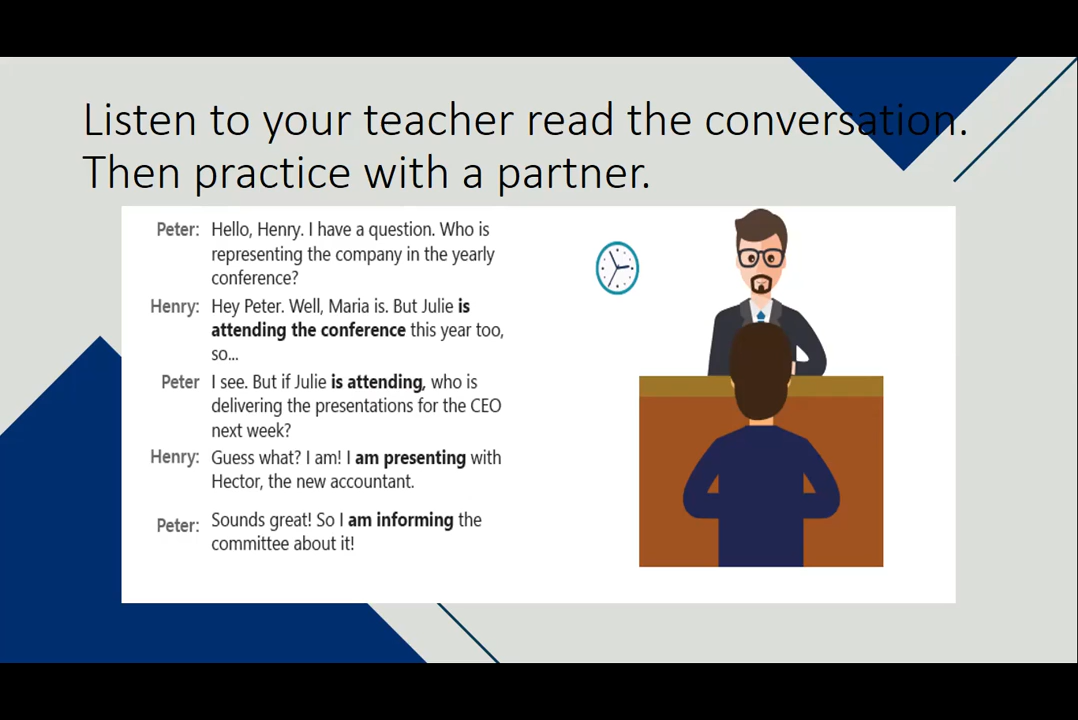 Listen to your teacher read the conversation.
Then practice with a partner.
Peter: Hello, Henry. I have a question. Who is
representing the company in the yearly
conference?
Henry: Hey Peter. Well, Maria is. But Julie is
attending the conference this year too,
so...
Peter I see. But if Julie is attending, who is
delivering the presentations for the CEO
next week?
Henry: Guess what? I am! I am presenting with
Hector, the new accountant.
Peter: Sounds great! So I am informing the
committee about it!